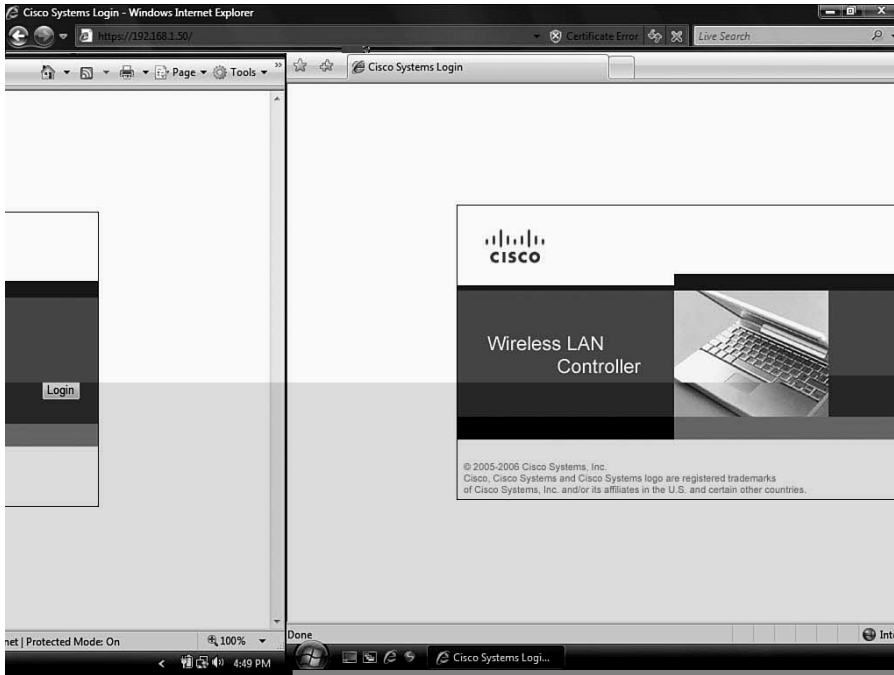 Cisco Systems Login - Windows Internet Explorer
https://192.168.1.50/
Certificate Error
Live Search
Page
Tools
Cisco Systems Login
CISCO
Wireless LAN
Controller
Login
© 2005-2006 Cisco Systems, Inc.
Cisco, Cisco Systems and Cisco Systems logo are registered trademarks
of Cisco Systems, Inc. and/or its affiliates in the U.S. and certain other countries.
net | Protected Mode: On
100%
Done
Int
4:49 PM
Cisco Systems Logi...